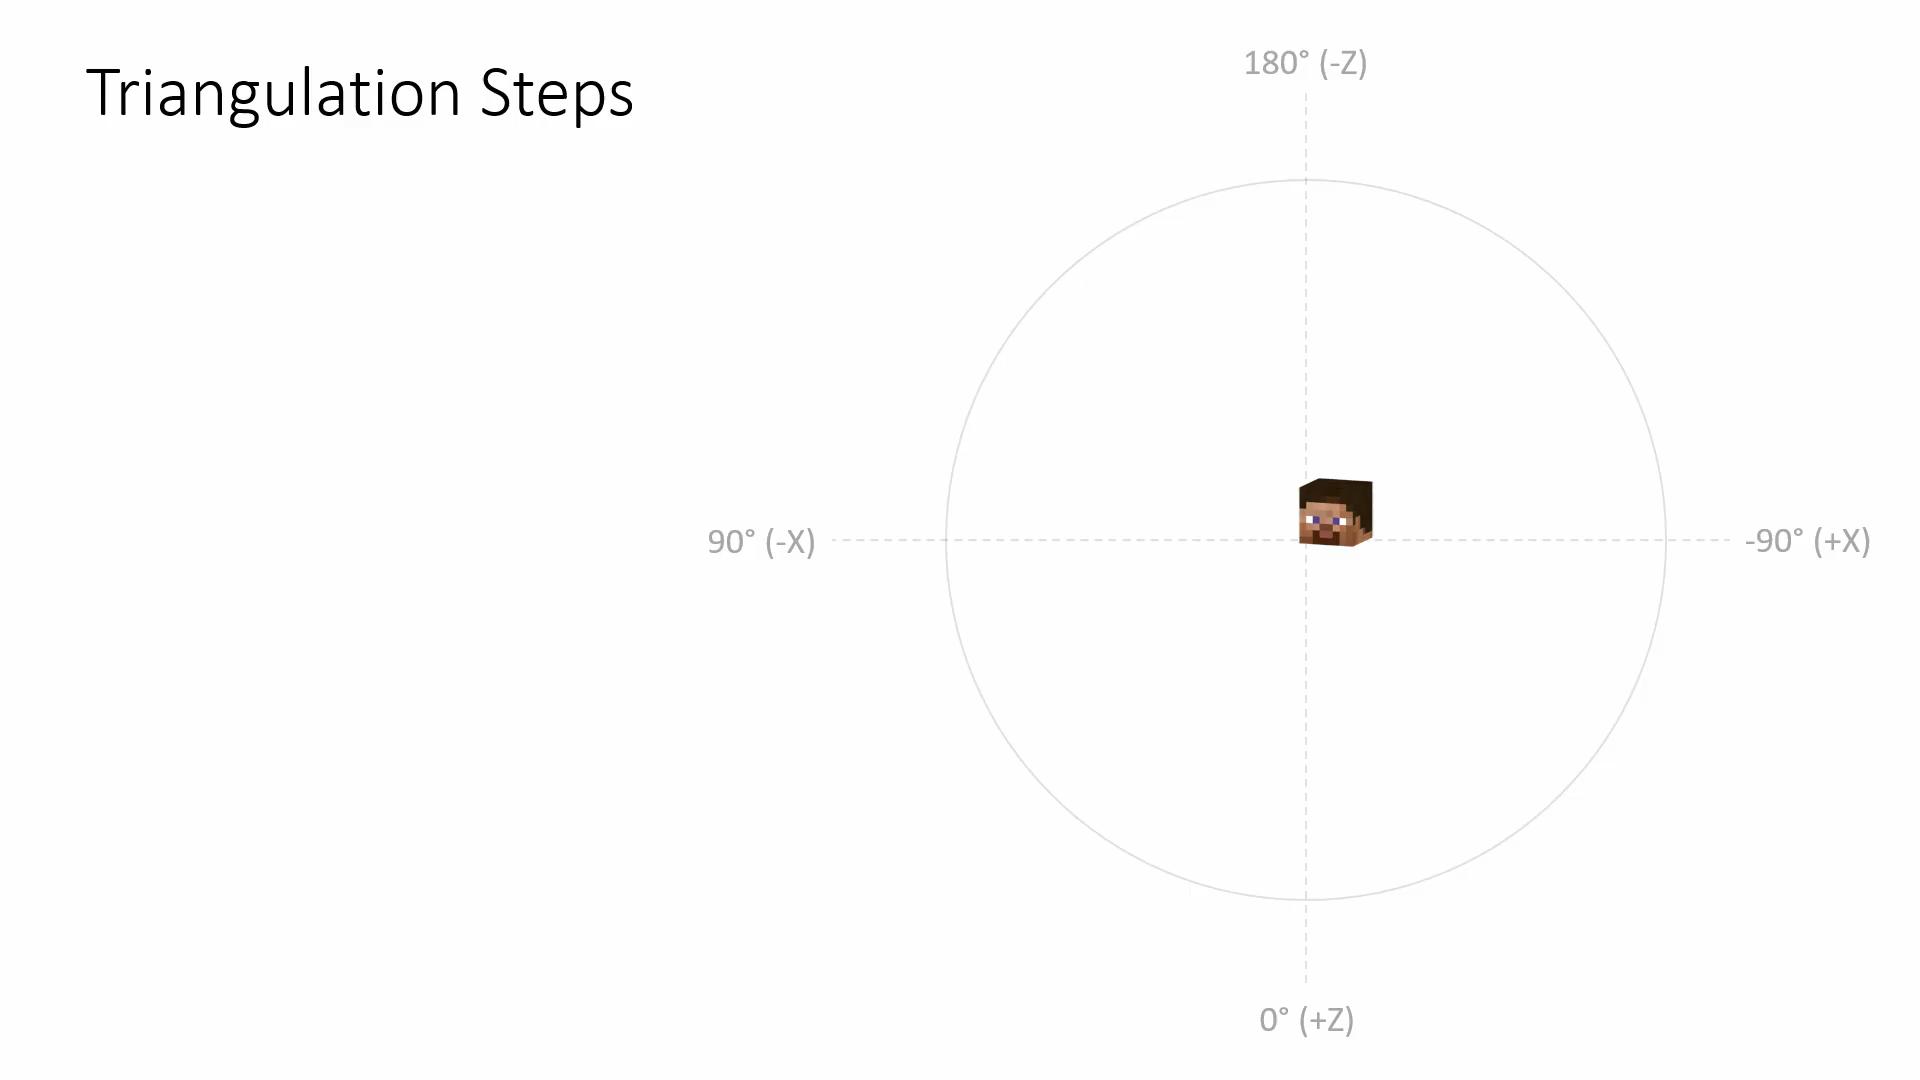 Triangulation Steps
180° (-Z)
90° (-X)
-90° (+X)
0° (+Z)